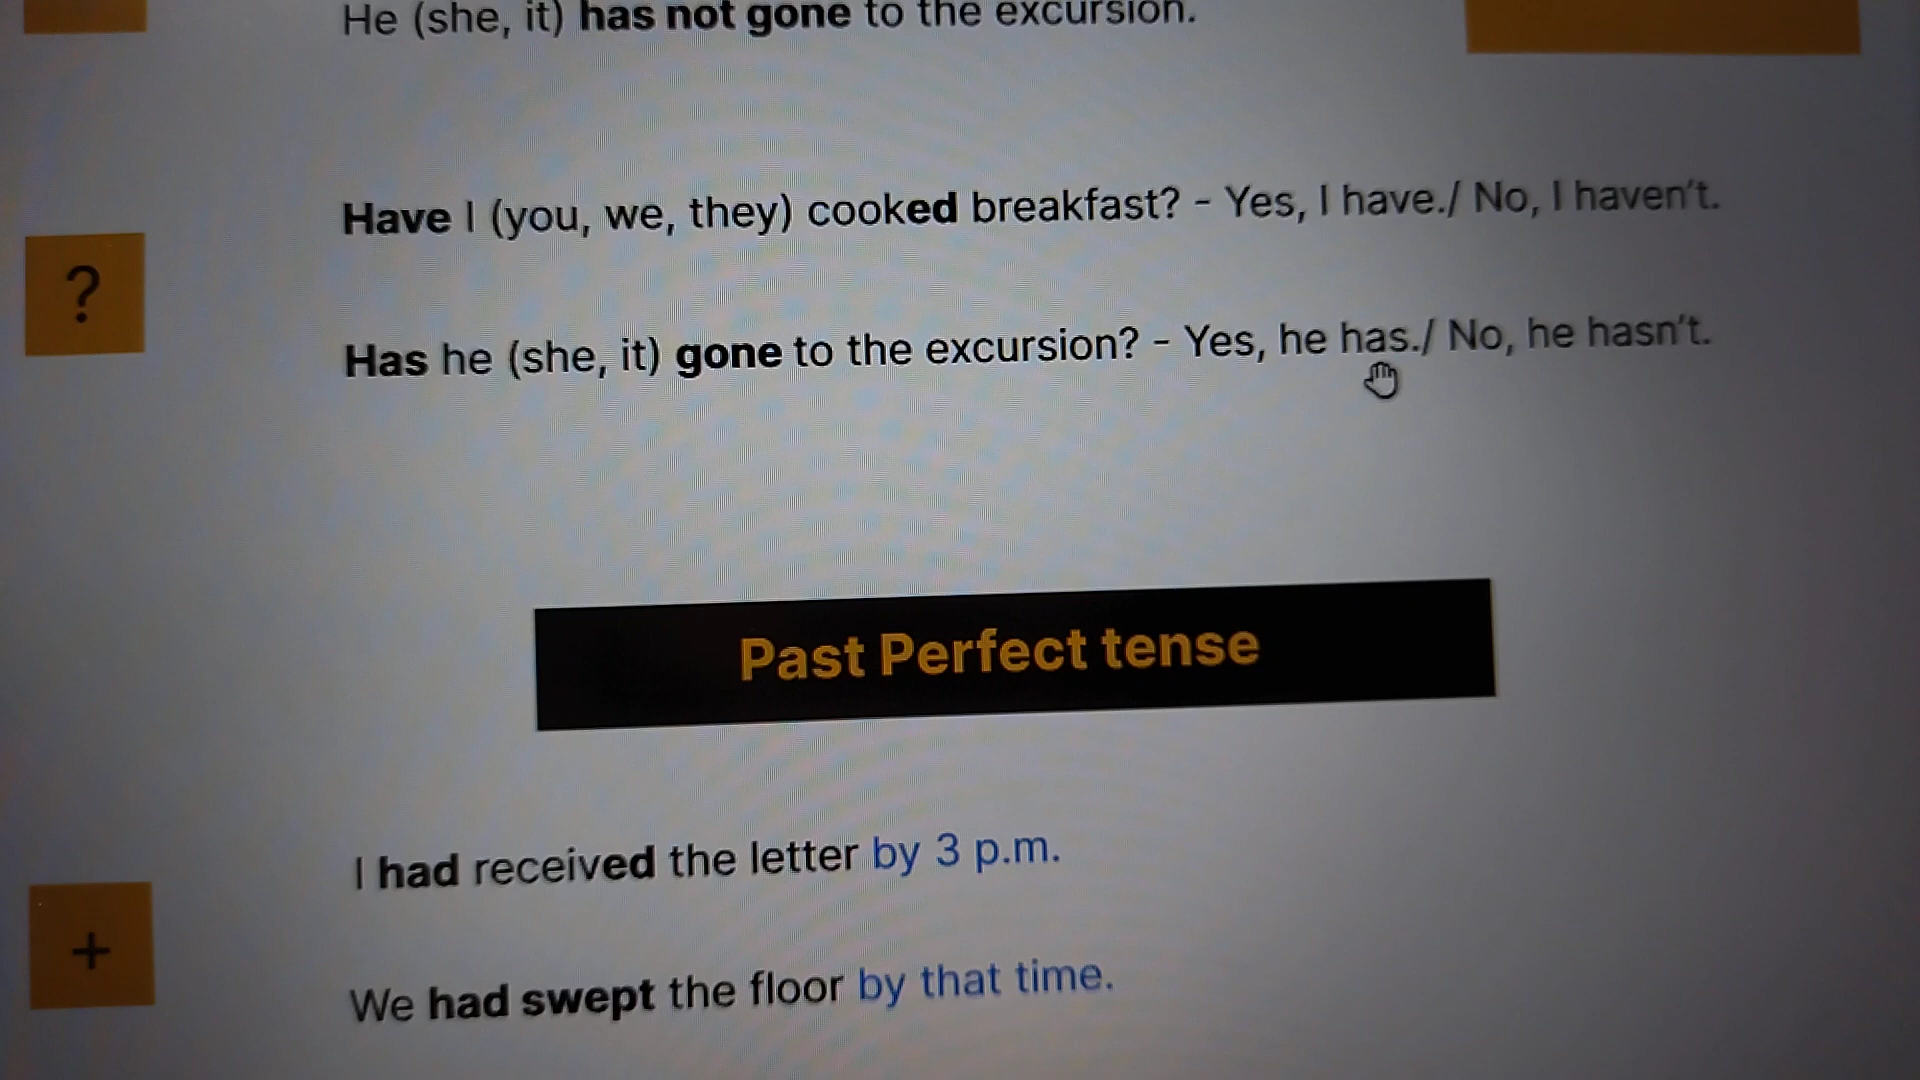 He (she, it) has not gone to the excursion.
Have I (you, we, they) cooked breakfast? - Yes, I have./ No, I haven't.
?
Has he (she, it) gone to the excursion? - Yes, he has./ No, he hasn't.
Past Perfect tense
I had received the letter by 3 p.m.
+
We had swept the floor by that time.